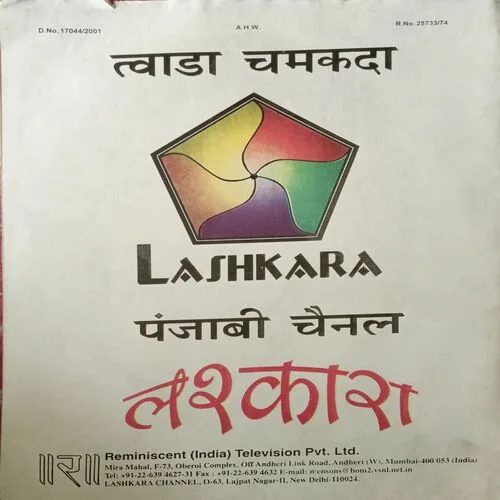 D.No. 17044/2001 A H W. R.No. 25733/74
त्वाडा चमकदा
LASHKARA
पंजाबी चैनल
लश्कारा
॥रा॥ Reminiscent (India) Television Pvt. Ltd.
Mira Mahal, F-73, Oberoi Complex, Off Andheri Link Road, Andheri (W), Mumbai-400 053 (India)
Tel: +91-22-639 4627-31 Fax : +91-22-639 4632 E-mail: mensons@bom2.vsnl.net.in
LASHKARA CHANNEL, O-63, Lajpat Nagar-II, New Delhi-110024.